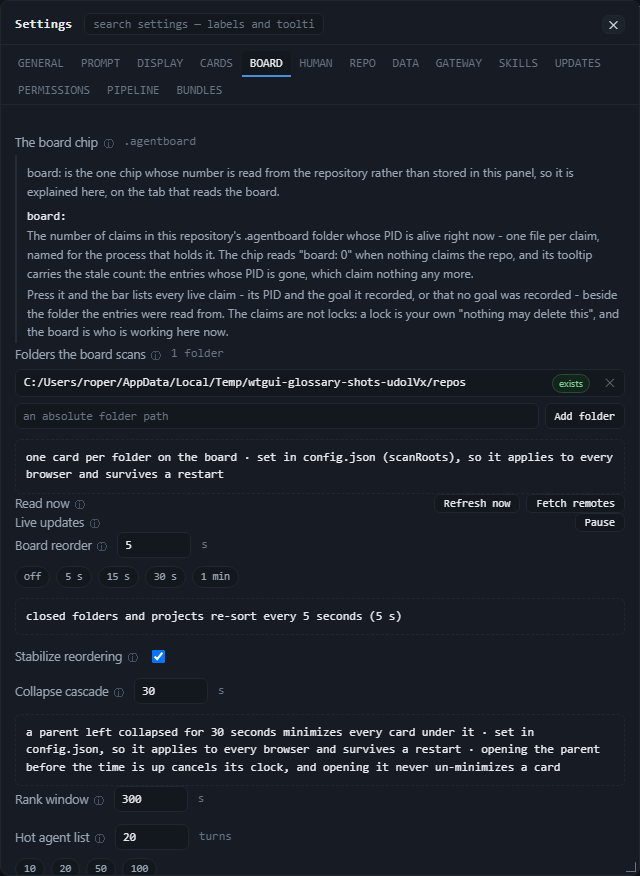 Settings
search settings — labels and toolti
GENERAL PROMPT DISPLAY CARDS BOARD HUMAN REPO DATA GATEWAY SKILLS UPDATES
PERMISSIONS PIPELINE BUNDLES
The board chip ⓘ .agentboard
board: is the one chip whose number is read from the repository rather than stored in this panel, so it is
explained here, on the tab that reads the board.
board:
The number of claims in this repository's .agentboard folder whose PID is alive right now - one file per claim,
named for the process that holds it. The chip reads "board: 0" when nothing claims the repo, and its tooltip
carries the stale count: the entries whose PID is gone, which claim nothing any more.
Press it and the bar lists every live claim - its PID and the goal it recorded, or that no goal was recorded - beside
the folder the entries were read from. The claims are not locks: a lock is your own "nothing may delete this", and
the board is who is working here now.
Folders the board scans ⓘ 1 folder
C:/Users/roper/AppData/Local/Temp/wtgui-glossary-shots-udolVx/repos exists
an absolute folder path Add folder
one card per folder on the board · set in config.json (scanRoots), so it applies to every
browser and survives a restart
Read now ⓘ Refresh now Fetch remotes
Live updates ⓘ Pause
Board reorder ⓘ 5 s
off 5 s 15 s 30 s 1 min
closed folders and projects re-sort every 5 seconds (5 s)
Stabilize reordering ⓘ
Collapse cascade ⓘ 30 s
a parent left collapsed for 30 seconds minimizes every card under it · set in
config.json, so it applies to every browser and survives a restart · opening the parent
before the time is up cancels its clock, and opening it never un-minimizes a card
Rank window ⓘ 300 s
Hot agent list ⓘ 20 turns
10 20 50 100